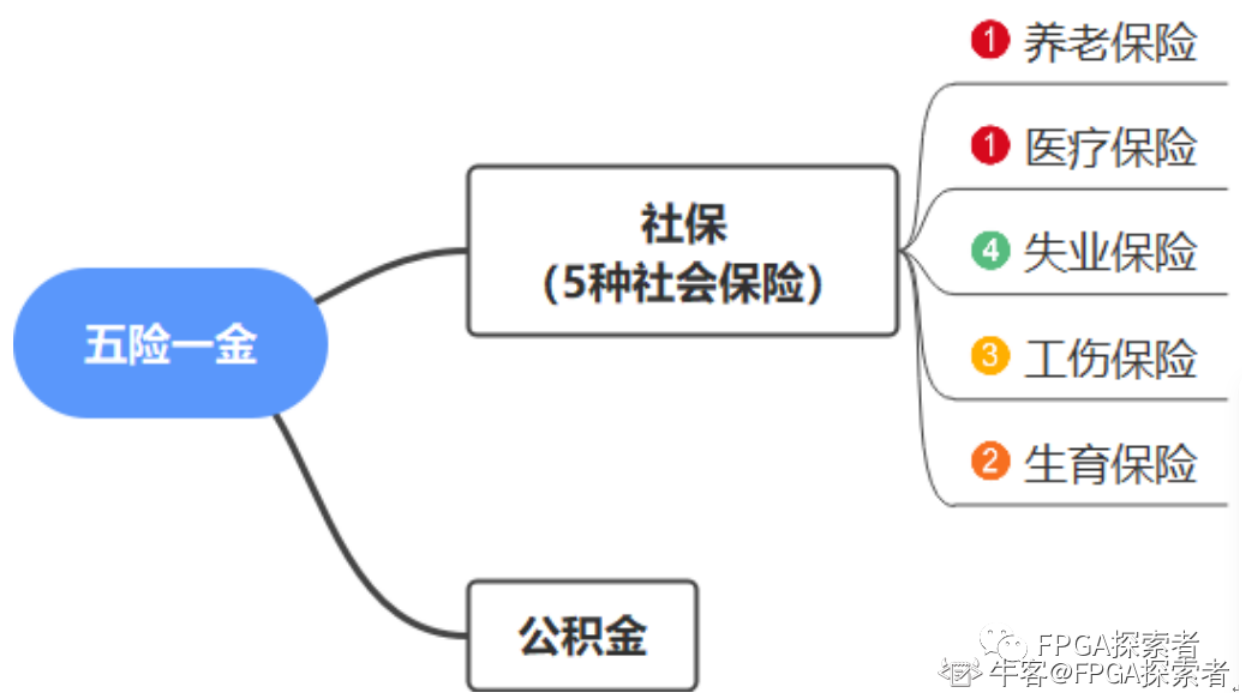 五险一金
社保
（5种社会保险）
1 养老保险
1 医疗保险
4 失业保险
3 工伤保险
2 生育保险
公积金
FPGA探索者
牛客@FPGA探索者